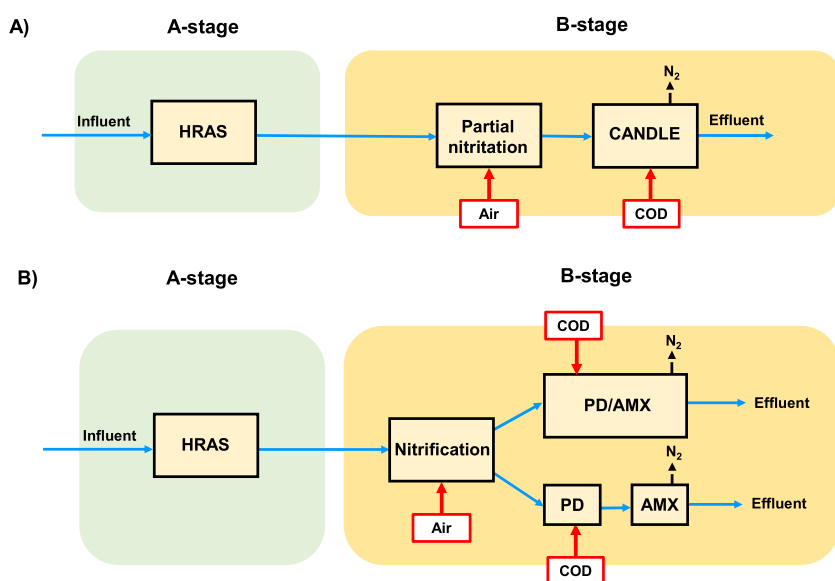 A)
A-stage
B-stage
N2
Influent
HRAS
Partial
nitritation
CANDLE
Effluent
Air
COD
B)
A-stage
B-stage
COD
N2
PD/AMX
Effluent
Influent
HRAS
Nitrification
N2
PD
AMX
Effluent
Air
COD